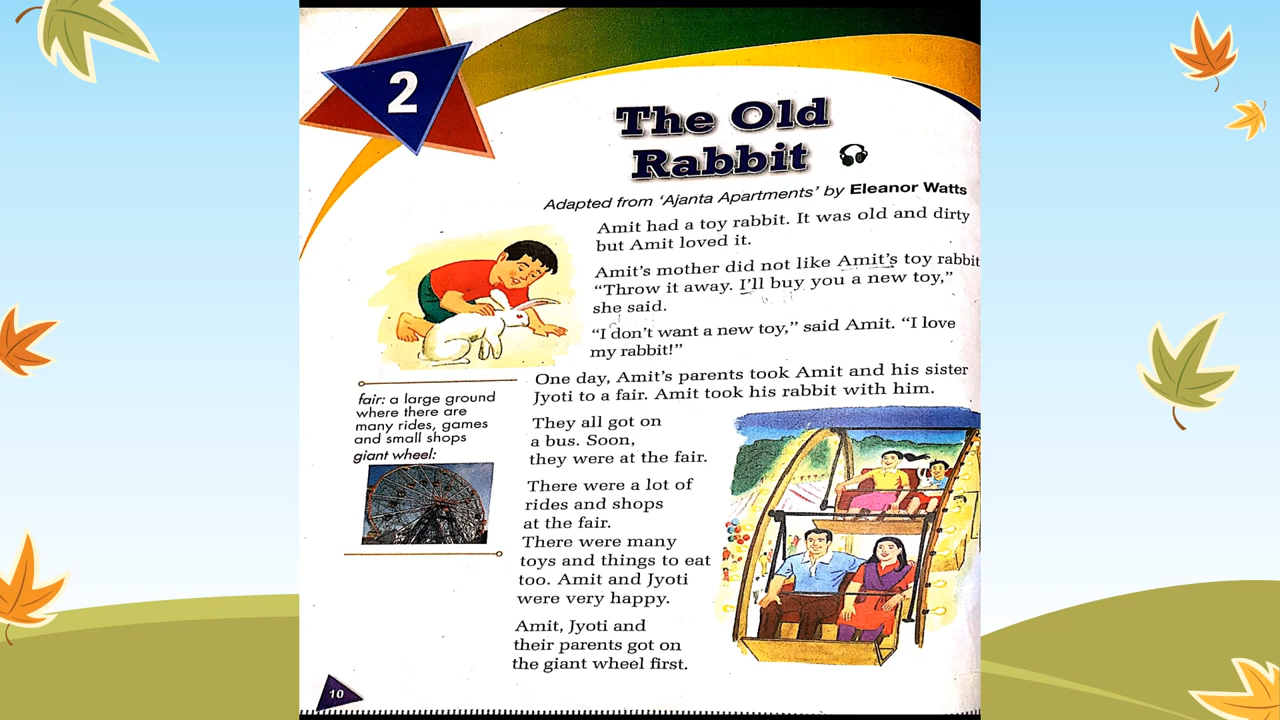 2
The Old
Rabbit
Adapted from ‘Ajanta Apartments’ by Eleanor Watts
Amit had a toy rabbit. It was old and dirty
but Amit loved it.
Amit’s mother did not like Amit’s toy rabbit
“Throw it away. I’ll buy you a new toy,”
she said.
“I don’t want a new toy,” said Amit. “I love
my rabbit!”
One day, Amit’s parents took Amit and his sister
Jyoti to a fair. Amit took his rabbit with him.
fair: a large ground
where there are
many rides, games
and small shops
giant wheel:
They all got on
a bus. Soon,
they were at the fair.
There were a lot of
rides and shops
at the fair.
There were many
toys and things to eat
too. Amit and Jyoti
were very happy.
Amit, Jyoti and
their parents got on
the giant wheel first.
10